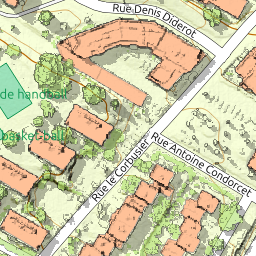 Rue Denis Diderot
de handball
basket-ball
Rue le Corbusier
Rue Antoine Condorcet